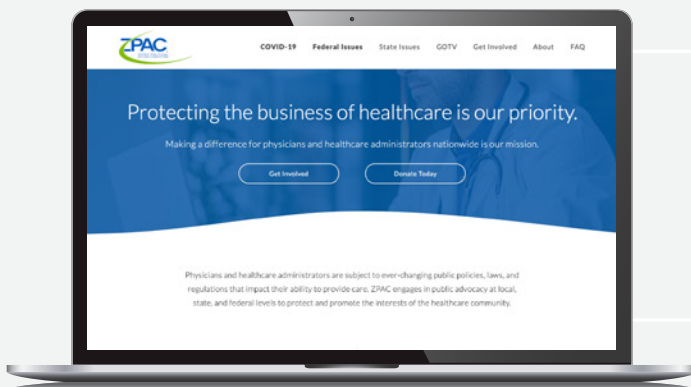 ZPAC
COVID-19 Federal Issues State Issues GOTV Get Involved About FAQ
Protecting the business of healthcare is our priority.
Making a difference for physicians and healthcare administrators nationwide is our mission.
Get Involved Donate Today
Physicians and healthcare administrators are subject to ever-changing public policies, laws, and
regulations that impact their ability to provide care. ZPAC engages in public advocacy at local,
state, and federal levels to protect and promote the interests of the healthcare community.